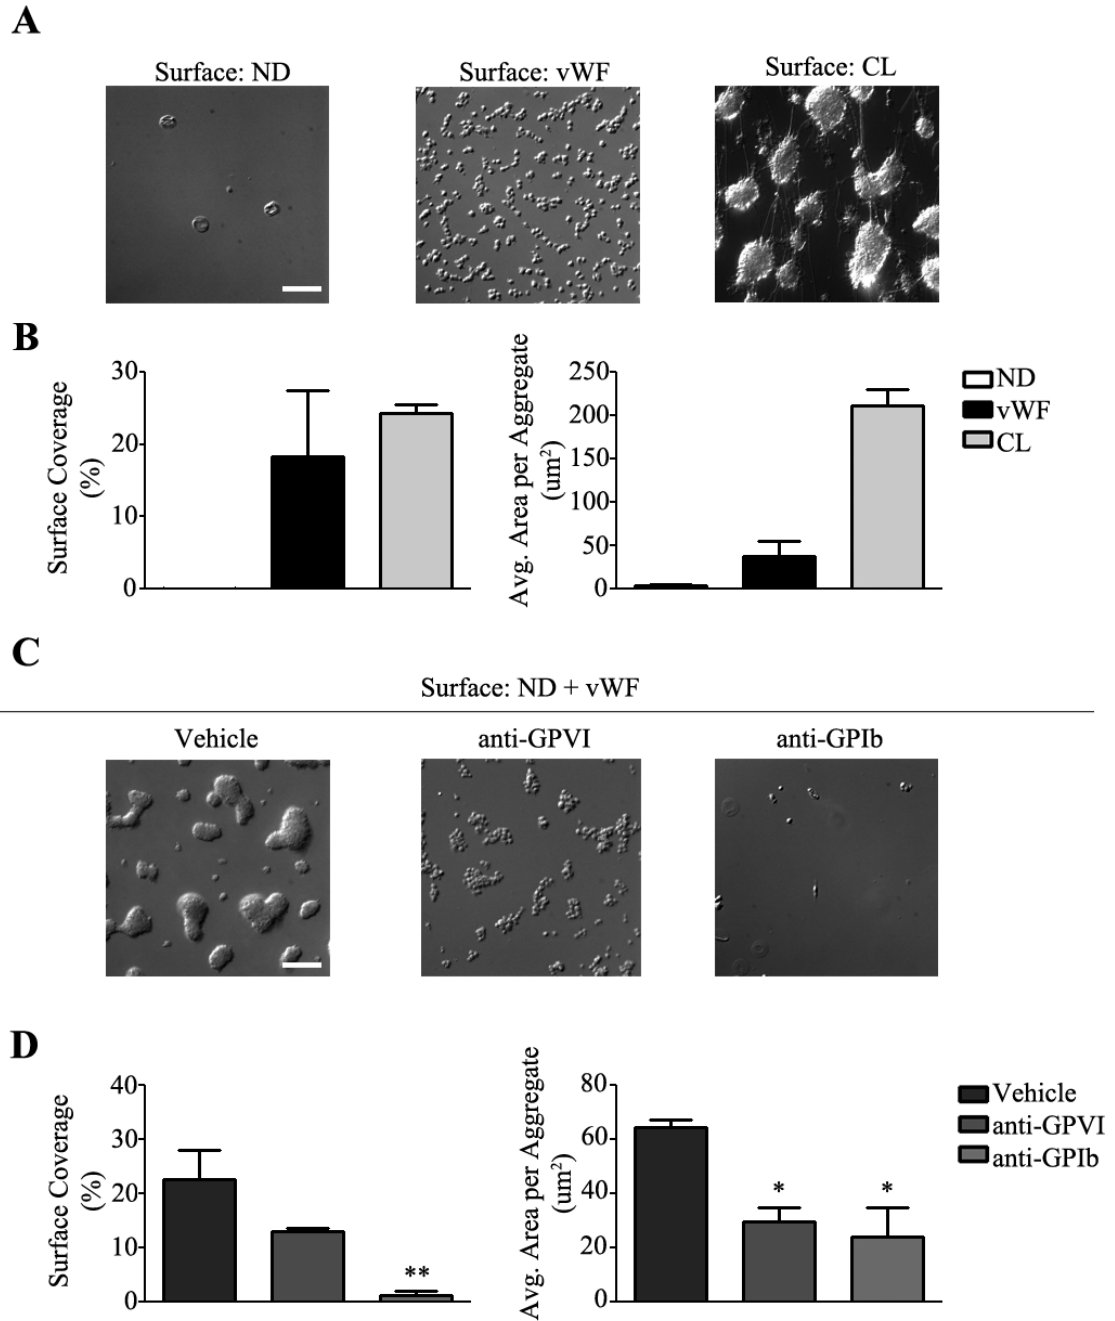 A
Surface: ND
Surface: vWF
Surface: CL
B
Surface Coverage
(%)
30
20
10
0
Avg. Area per Aggregate
(um²)
250
200
150
100
50
0
ND
vWF
CL
C
Surface: ND + vWF
Vehicle
anti-GPVI
anti-GPIb
D
Surface Coverage
(%)
40
30
20
10
0
**
Avg. Area per Aggregate
(um²)
80
60
40
20
0
*
*
Vehicle
anti-GPVI
anti-GPIb